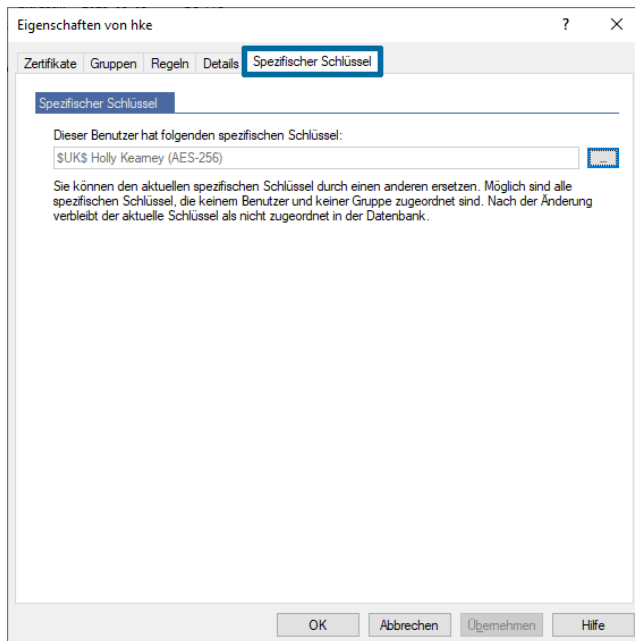 Eigenschaften von hke
?
Zertifikate Gruppen Regeln Details Spezifischer Schlüssel
Spezifischer Schlüssel
Dieser Benutzer hat folgenden spezifischen Schlüssel:
$UK$ Holly Kearney (AES-256)
...
Sie können den aktuellen spezifischen Schlüssel durch einen anderen ersetzen. Möglich sind alle
spezifischen Schlüssel, die keinem Benutzer und keiner Gruppe zugeordnet sind. Nach der Änderung
verbleibt der aktuelle Schlüssel als nicht zugeordnet in der Datenbank.
OK Abbrechen Übernehmen Hilfe